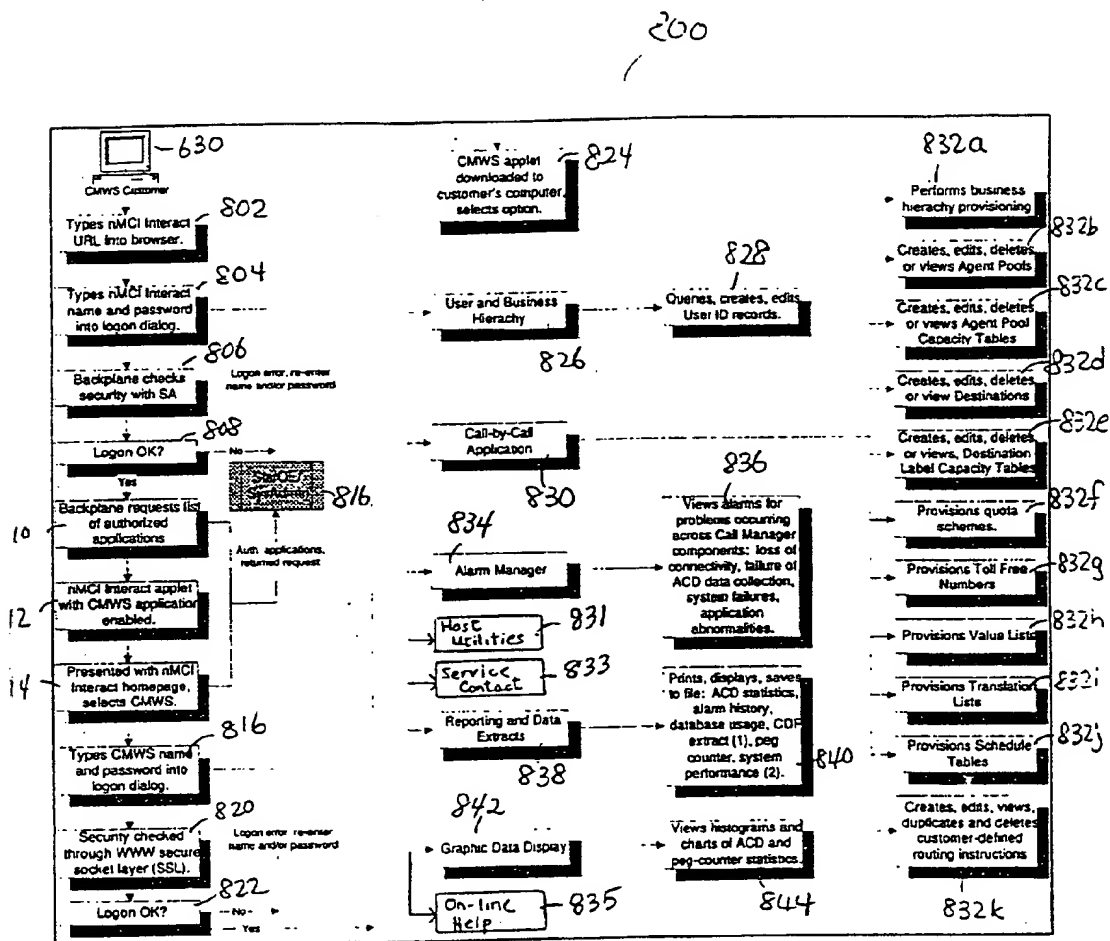 200
630
CMWS Customer
802
Types nMCI Interact
URL into browser.
804
Types nMCI Interact
name and password
into logon dialog.
806
Backplane checks
security with SA
Logon error, re-enter
name and/or password
808
Logon OK?
No
Yes
StarOE/
SysAdmin
816
10
Backplane requests list
of authorized
applications
Auth. applications,
returned request
12
nMCI Interact applet
with CMWS application
enabled.
14
Presented with nMCI
Interact homepage,
selects CMWS.
816
Types CMWS name
and password into
logon dialog.
820
Security checked
through WWW secure
socket layer (SSL).
Logon error, re-enter
name and/or password
822
Logon OK?
No
Yes
824
CMWS applet
downloaded to
customer's computer,
selects option.
User and Business
Hierarchy
826
828
Queries, creates, edits
User ID records.
Call-by-Call
Application
830
834
Alarm Manager
836
Views alarms for
problems occurring
across Call Manager
components: loss of
connectivity, failure of
ACD data collection,
system failures,
application
abnormalities.
Host
Utilities
831
Service
Contact
833
Reporting and Data
Extracts
838
Prints, displays, saves
to file: ACD statistics,
alarm history,
database usage, CDR
extract (1), peg
counter, system
performance (2).
840
842
Graphic Data Display
Views histograms and
charts of ACD and
peg-counter statistics.
844
On-line
Help
835
832a
Performs business
hierarchy provisioning
832b
Creates, edits, deletes
or views Agent Pools
832c
Creates, edits, deletes
or views Agent Pool
Capacity Tables
832d
Creates, edits, deletes
or view Destinations
832e
Creates, edits, deletes
or views, Destination
Label Capacity Tables
832f
Provisions quota
schemes.
832g
Provisions Toll Free
Numbers
832h
Provisions Value Lists
832i
Provisions Translation
Lists
832j
Provisions Schedule
Tables
Creates, edits, views,
duplicates and deletes
customer-defined
routing instructions
832k